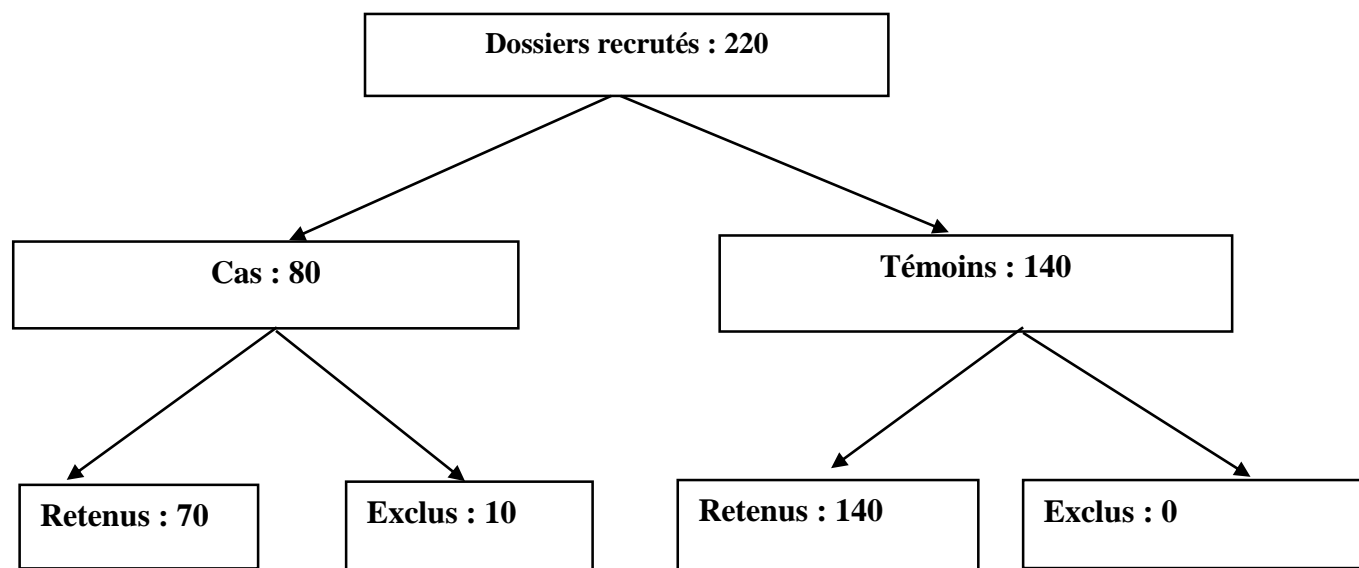 Dossiers recrutés : 220
Cas : 80
Témoins : 140
Retenus : 70
Exclus : 10
Retenus : 140
Exclus : 0